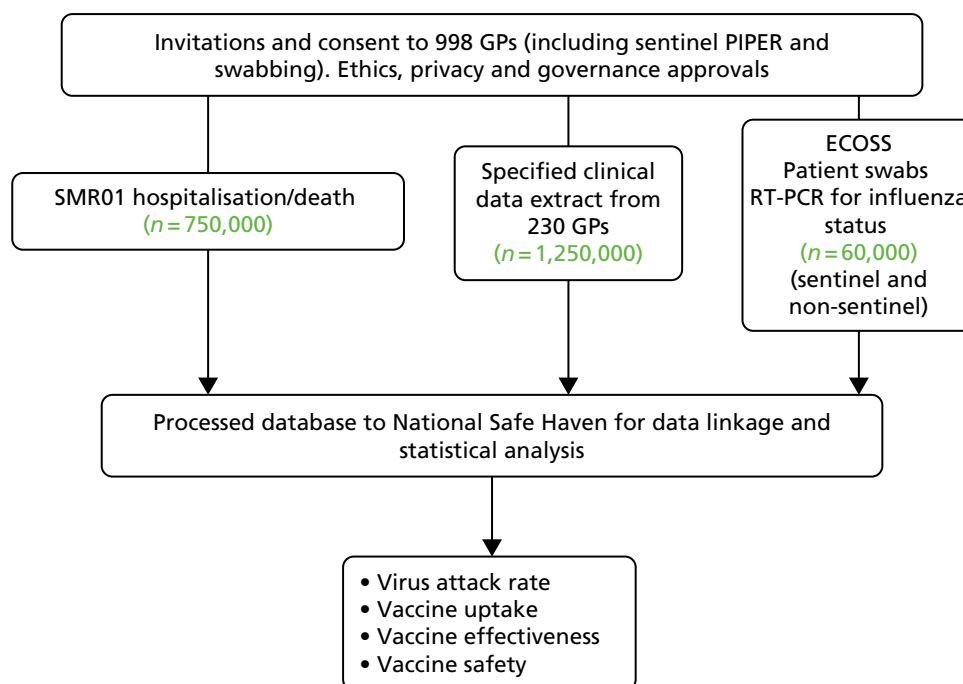 Invitations and consent to 998 GPs (including sentinel PIPER and
swabbing). Ethics, privacy and governance approvals
SMR01 hospitalisation/death
(n = 750,000)
Specified clinical
data extract from
230 GPs
(n = 1,250,000)
ECOSS
Patient swabs
RT-PCR for influenza
status
(n = 60,000)
(sentinel and
non-sentinel)
Processed database to National Safe Haven for data linkage and
statistical analysis
• Virus attack rate
• Vaccine uptake
• Vaccine effectiveness
• Vaccine safety